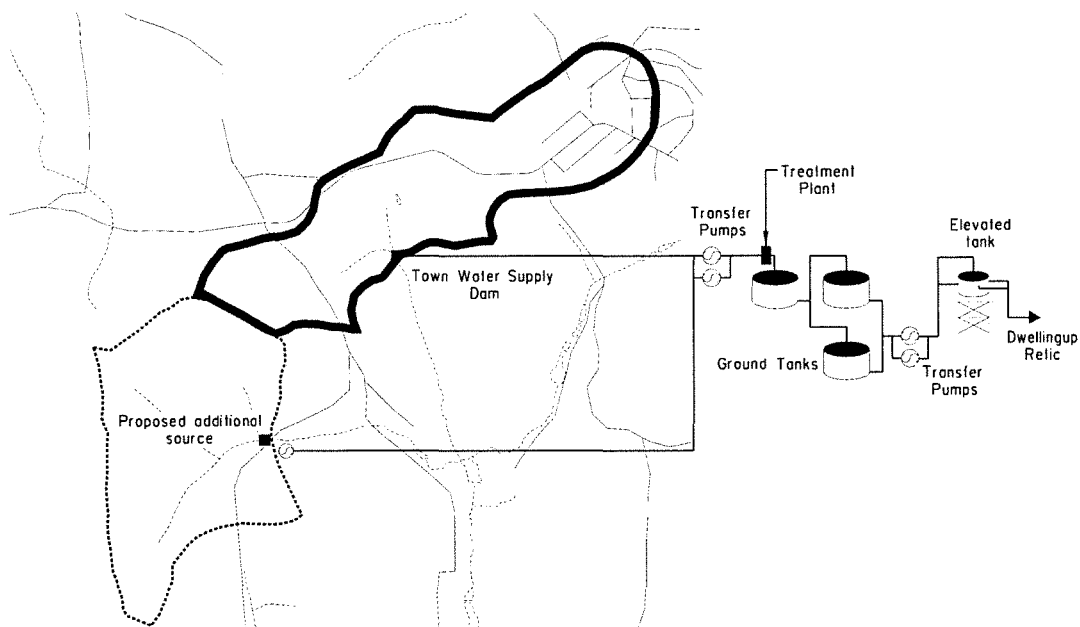 Treatment
Plant
Transfer
Pumps
Elevated
tank
Town Water Supply
Dam
Dwellingup
Relic
Ground Tanks
Transfer
Pumps
Proposed additional
source